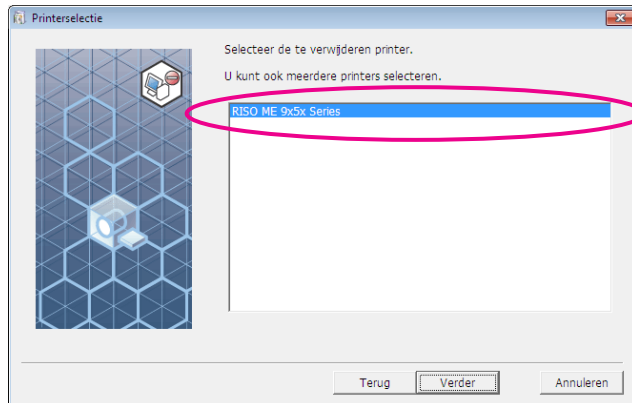 Printerselectie
Selecteer de te verwijderen printer.
U kunt ook meerdere printers selecteren.
RISO ME 9x5x Series
Terug
Verder
Annuleren